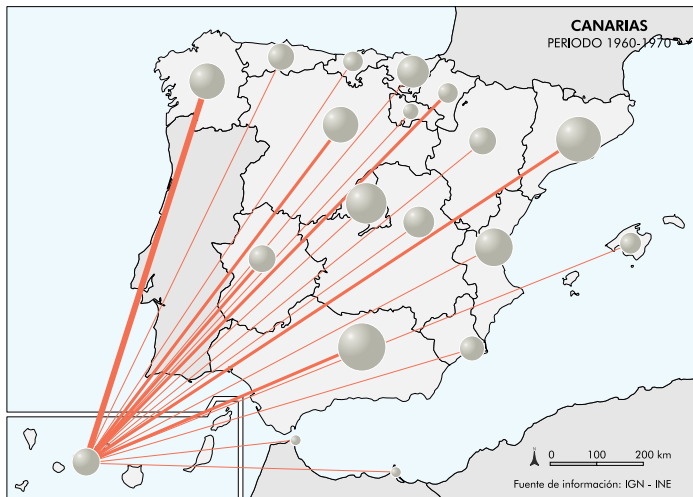 CANARIAS
PERIODO 1960-1970
N
0 100 200 km
Fuente de información: IGN - INE